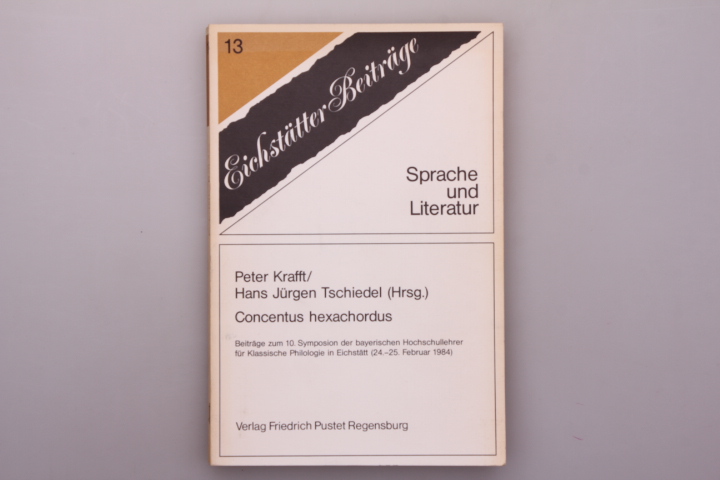 13
Eichstätter Beiträge
Sprache
und
Literatur
Peter Krafft/
Hans Jürgen Tschiedel (Hrsg.)
Concentus hexachordus
Beiträge zum 10. Symposion der bayerischen Hochschullehrer
für Klassische Philologie in Eichstätt (24.–25. Februar 1984)
Verlag Friedrich Pustet Regensburg